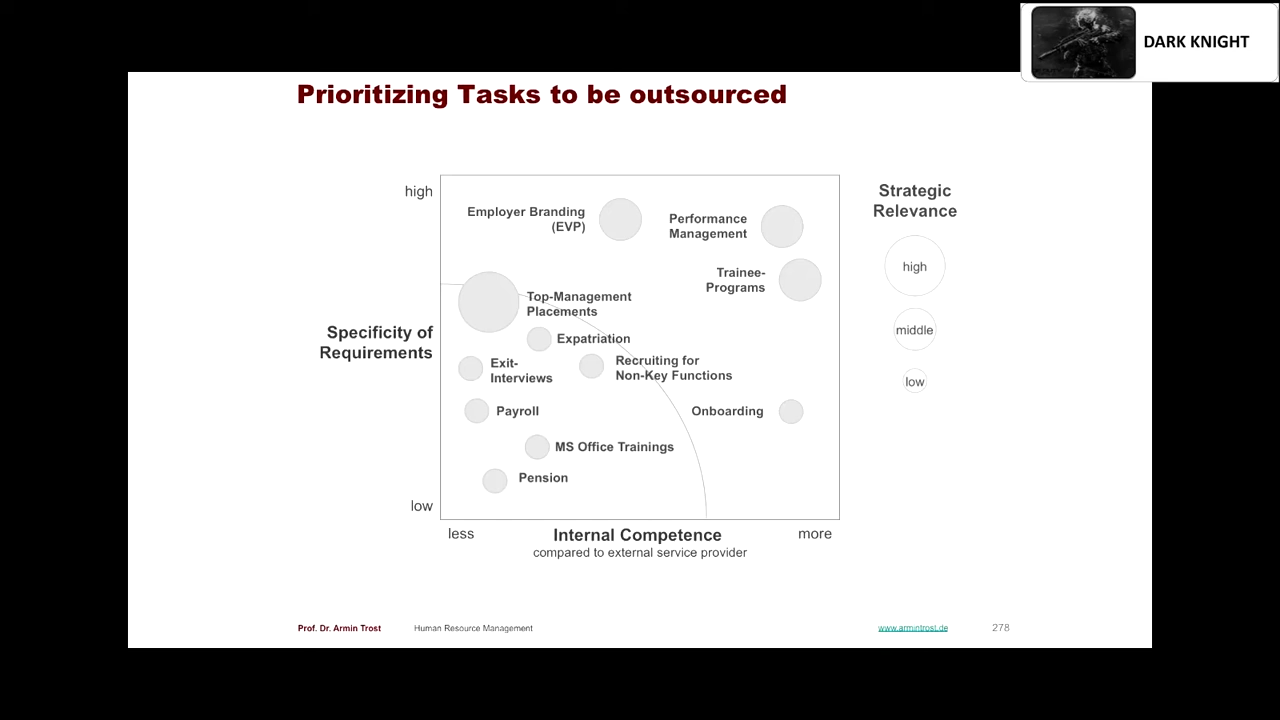 DARK KNIGHT
Prioritizing Tasks to be outsourced
high
Employer Branding
(EVP)
Performance
Management
Trainee-
Programs
Top-Management
Placements
Expatriation
Exit-
Interviews
Recruiting for
Non-Key Functions
Payroll
Onboarding
MS Office Trainings
Pension
Specificity of
Requirements
low
less
Internal Competence
more
compared to external service provider
Strategic
Relevance
high
middle
low
Prof. Dr. Armin Trost
Human Resource Management
www.armintrost.de
278